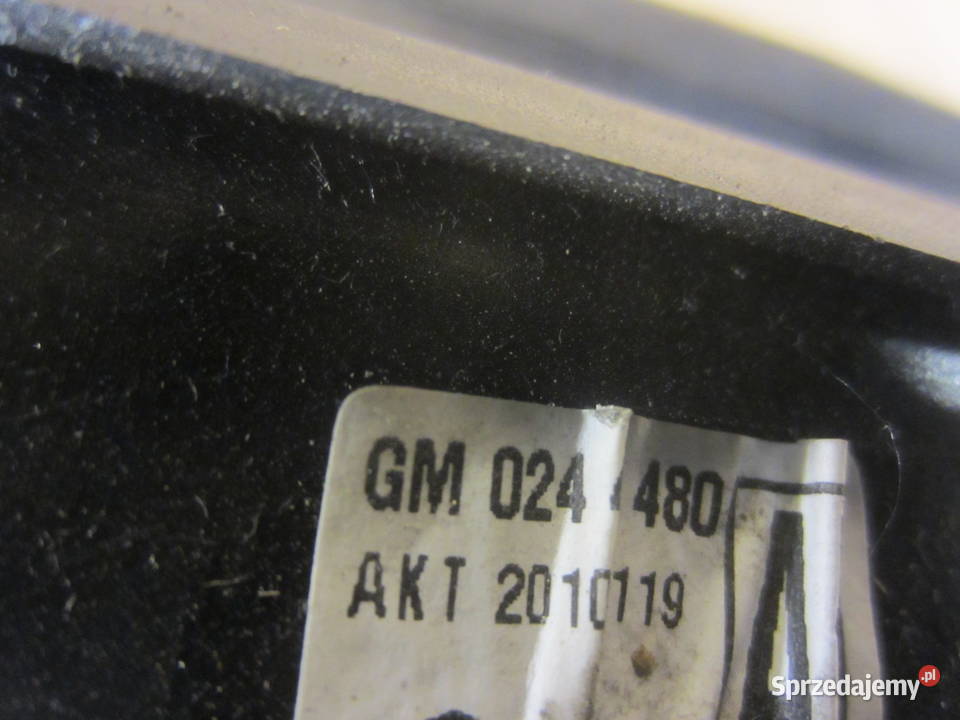 GM 024 480
AKT 2010119
A
Sprzedajemy.pl